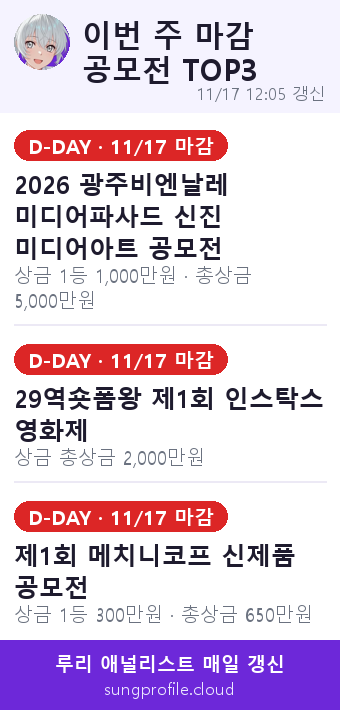 이번 주 마감
공모전 TOP3
11/17 12:05 갱신
D-DAY · 11/17 마감
2026 광주비엔날레
미디어파사드 신진
미디어아트 공모전
상금 1등 1,000만원 · 총상금
5,000만원
D-DAY · 11/17 마감
29역숏폼왕 제1회 인스탁스
영화제
상금 총상금 2,000만원
D-DAY · 11/17 마감
제1회 메치니코프 신제품
공모전
상금 1등 300만원 · 총상금 650만원
루리 애널리스트 매일 갱신
sungprofile.cloud